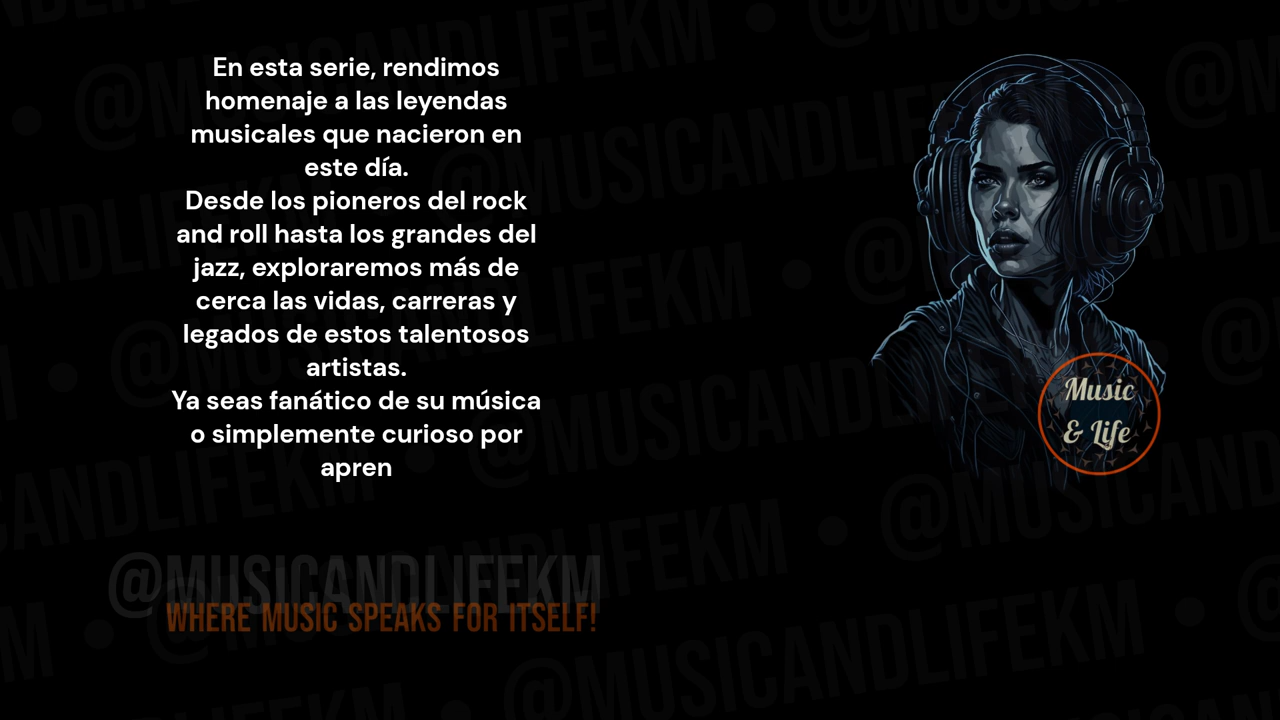 En esta serie, rendimos
homenaje a las leyendas
musicales que nacieron en
este día.
Desde los pioneros del rock
and roll hasta los grandes del
jazz, exploraremos más de
cerca las vidas, carreras y
legados de estos talentosos
artistas.
Ya seas fanático de su música
o simplemente curioso por
apren
Music
& Life
@MUSICANDLIFEKM
WHERE MUSIC SPEAKS FOR ITSELF!